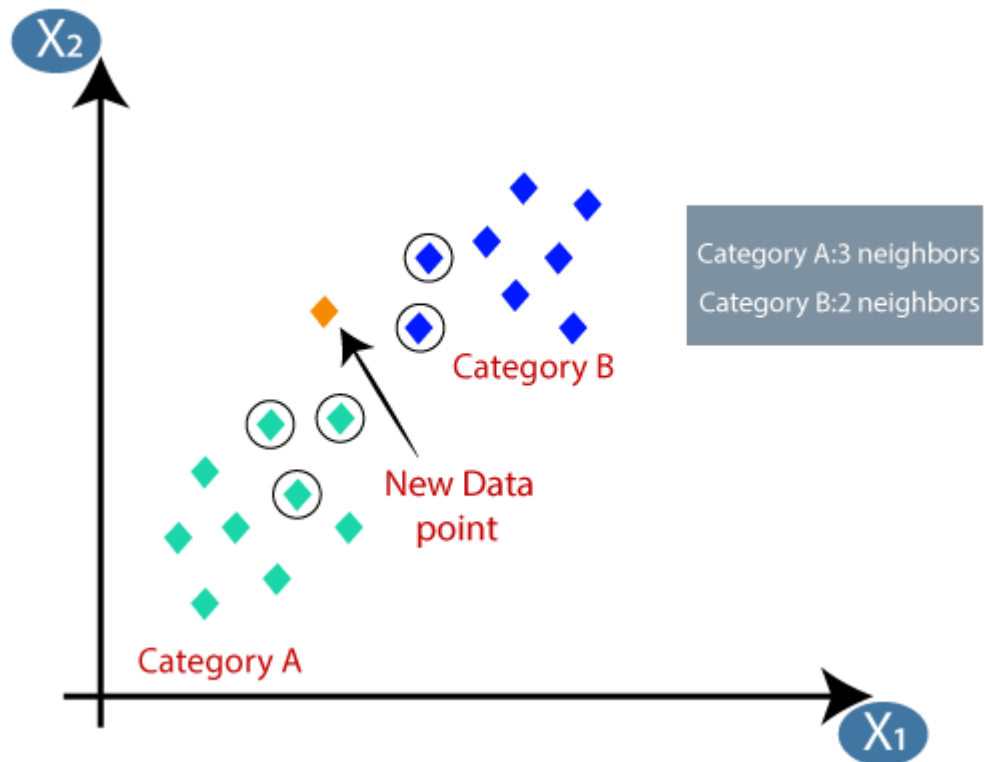 X₂
Category A:3 neighbors
Category B:2 neighbors
Category B
New Data
point
Category A
X₁